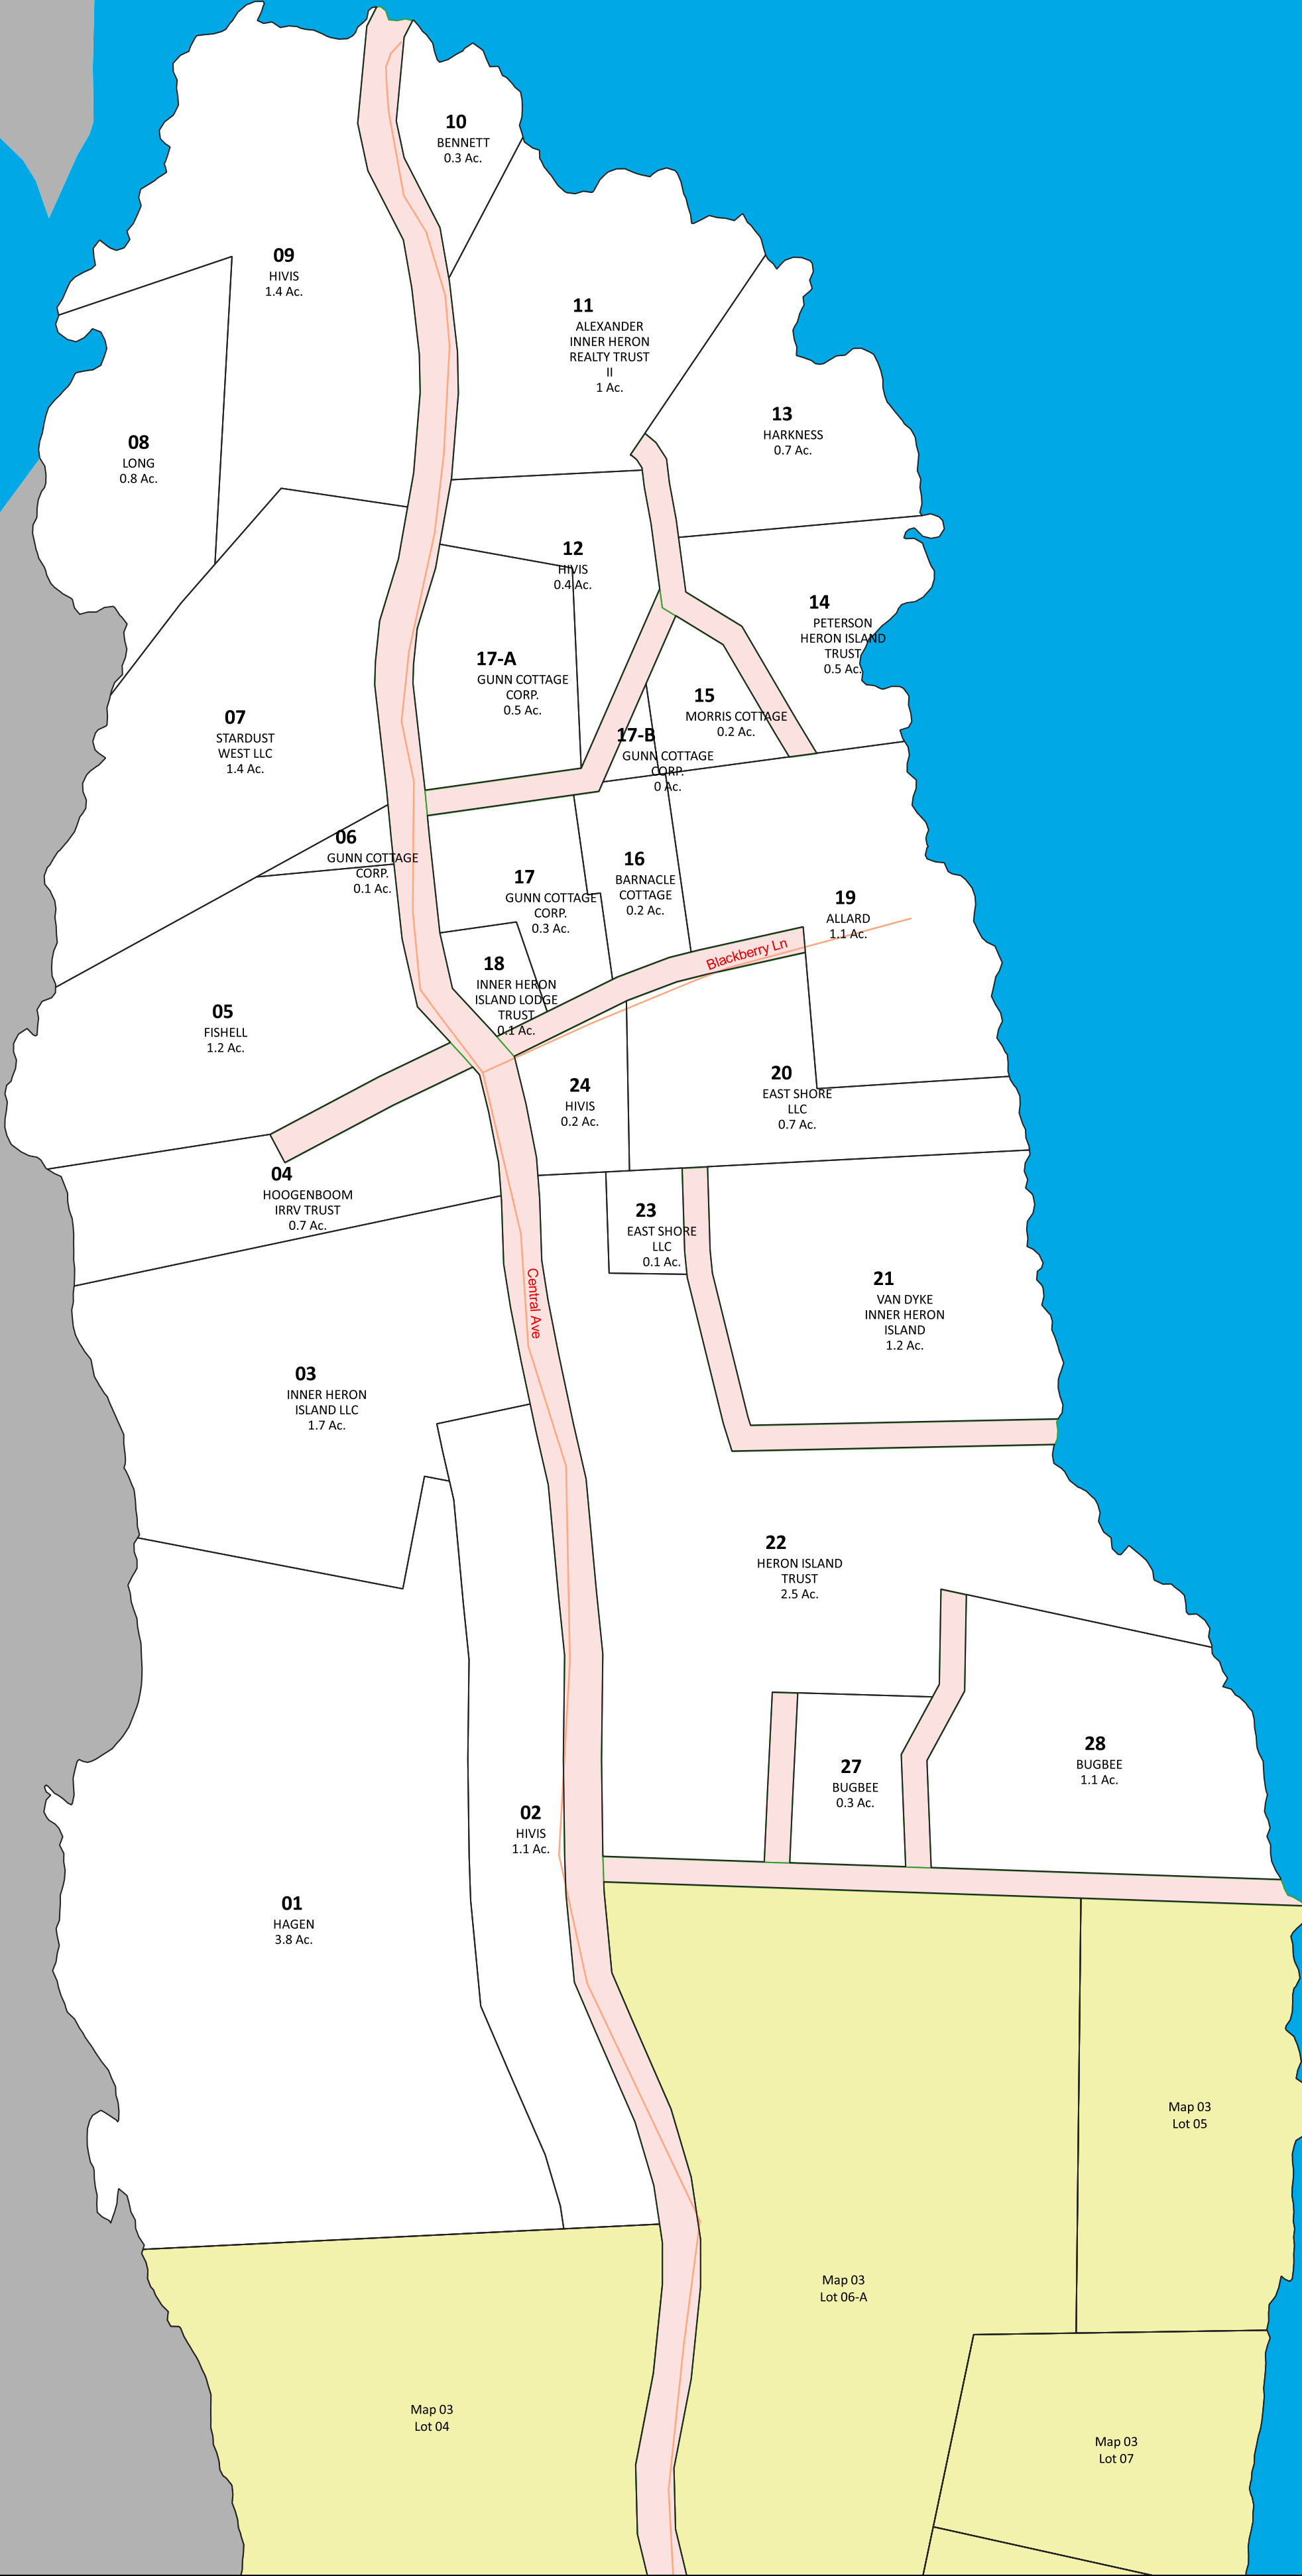 10
BENNETT
0.3 Ac.
09
HIVIS
1.4 Ac.
11
ALEXANDER
INNER HERON
REALTY TRUST
II
1 Ac.
13
HARKNESS
0.7 Ac.
08
LONG
0.8 Ac.
12
HIVIS
0.4 Ac.
14
PETERSON
HERON ISLAND
TRUST
0.5 Ac.
17-A
GUNN COTTAGE
CORP.
0.5 Ac.
15
MORRIS COTTAGE
0.2 Ac.
07
STARDUST
WEST LLC
1.4 Ac.
17-B
GUNN COTTAGE
CORP.
0 Ac.
06
GUNN COTTAGE
CORP.
0.1 Ac.
17
GUNN COTTAGE
CORP.
0.3 Ac.
16
BARNACLE
COTTAGE
0.2 Ac.
19
ALLARD
1.1 Ac.
Blackberry Ln
18
INNER HERON
ISLAND LODGE
TRUST
0.1 Ac.
05
FISHELL
1.2 Ac.
24
HIVIS
0.2 Ac.
20
EAST SHORE
LLC
0.7 Ac.
04
HOOGENBOOM
IRRV TRUST
0.7 Ac.
23
EAST SHORE
LLC
0.1 Ac.
Central Ave
21
VAN DYKE
INNER HERON
ISLAND
1.2 Ac.
03
INNER HERON
ISLAND LLC
1.7 Ac.
22
HERON ISLAND
TRUST
2.5 Ac.
27
BUGBEE
0.3 Ac.
28
BUGBEE
1.1 Ac.
02
HIVIS
1.1 Ac.
01
HAGEN
3.8 Ac.
Map 03
Lot 05
Map 03
Lot 06-A
Map 03
Lot 04
Map 03
Lot 07